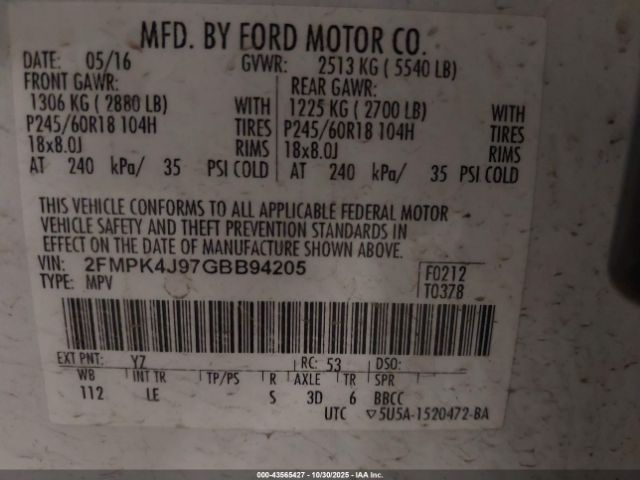 MFD. BY FORD MOTOR CO.
DATE: 05/16 GVWR: 2513 KG ( 5540 LB)
FRONT GAWR: REAR GAWR:
1306 KG ( 2880 LB) WITH 1225 KG ( 2700 LB) WITH
P245/60R18 104H TIRES P245/60R18 104H TIRES
18x8.0J RIMS 18x8.0J RIMS
AT 240 kPa/ 35 PSI COLD AT 240 kPa/ 35 PSI COLD
THIS VEHICLE CONFORMS TO ALL APPLICABLE FEDERAL MOTOR
VEHICLE SAFETY AND THEFT PREVENTION STANDARDS IN
EFFECT ON THE DATE OF MANUFACTURE SHOWN ABOVE.
VIN: 2FMPK4J97GBB94205 F0212
TYPE: MPV T0378
EXT PNT: YZ RC: 53 DSO:
WB INT TR TP/PS R AXLE TR SPR
112 LE S 3D 6 BBCC
UTC ▽5U5A-1520472-BA
000-43565427 - 10/30/2025 - IAAI.com